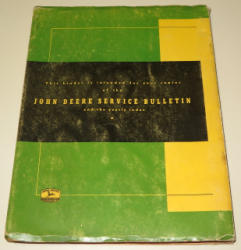 This binder is intended for your copies
of the
JOHN DEERE SERVICE BULLETIN
and the yearly index